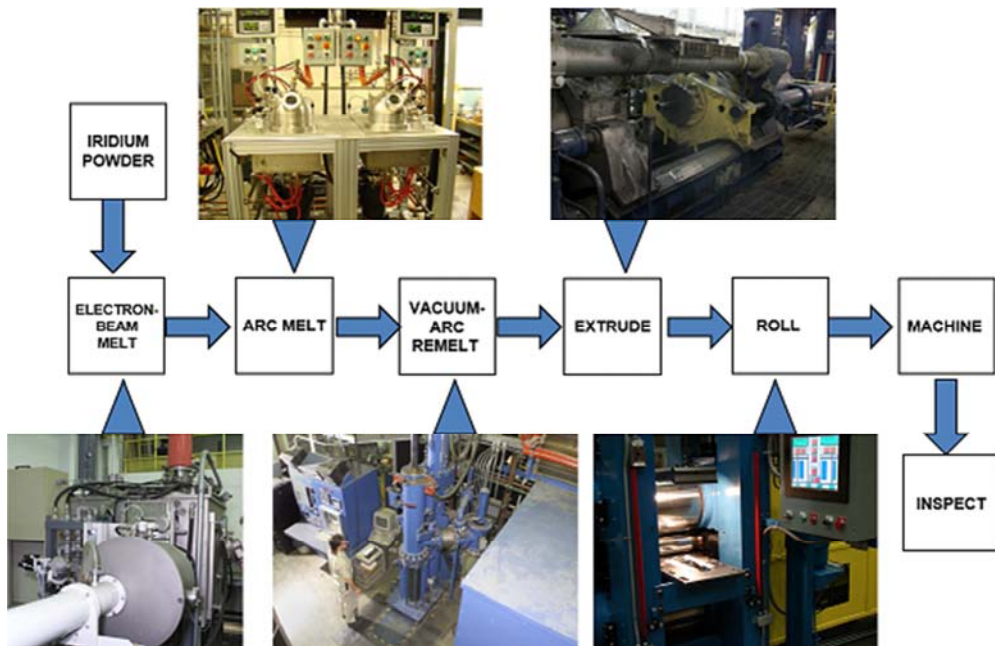 IRIDIUM
POWDER
ELECTRON-
BEAM
MELT
ARC MELT
VACUUM-
ARC
REMELT
EXTRUDE
ROLL
MACHINE
INSPECT